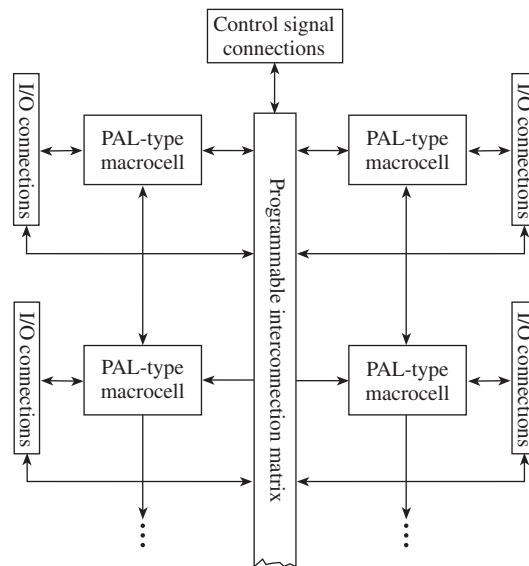 Control signal
connections
I/O connections
PAL-type
macrocell
Programmable interconnection matrix
PAL-type
macrocell
I/O connections
I/O connections
PAL-type
macrocell
PAL-type
macrocell
I/O connections